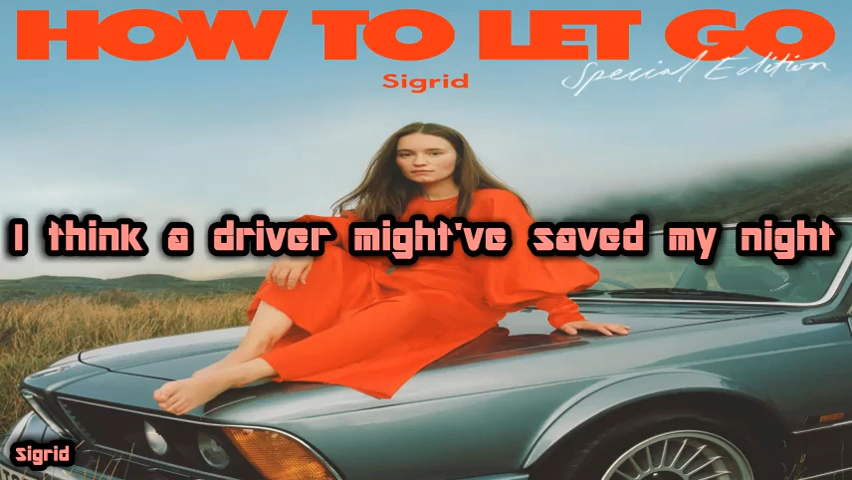 HOW TO LET GO
Sigrid
Special Edition
I think a driver might've saved my night
Sigrid